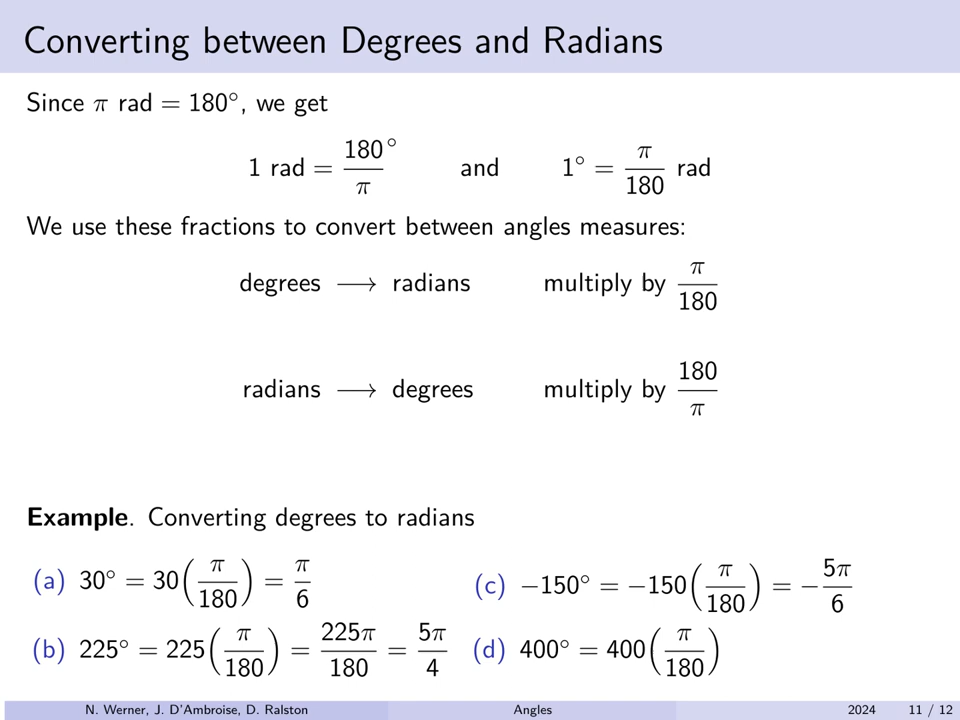 Converting between Degrees and Radians
Since π rad = 180°, we get
1 rad = 180/π ° and 1° = π/180 rad
We use these fractions to convert between angles measures:
degrees ⟶ radians multiply by π/180
radians ⟶ degrees multiply by 180/π
Example. Converting degrees to radians
(a) 30° = 30(π/180) = π/6
(b) 225° = 225(π/180) = 225π/180 = 5π/4
(c) −150° = −150(π/180) = −5π/6
(d) 400° = 400(π/180)
N. Werner, J. D'Ambroise, D. Ralston Angles 2024 11 / 12